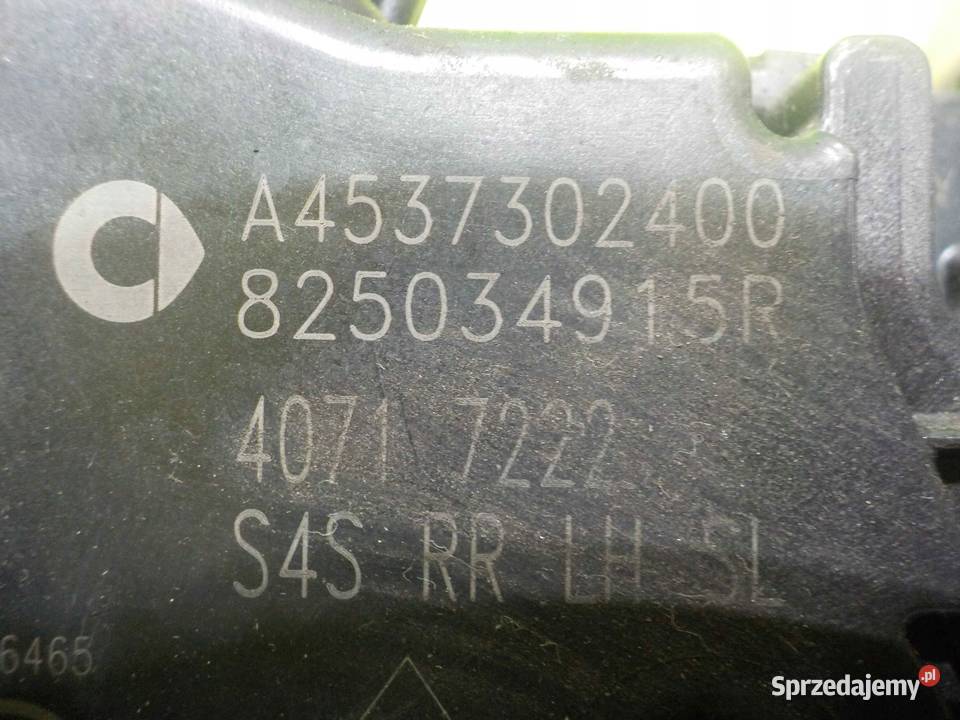 A4537302400
825034915R
4071 7222
S4S RR LH SL
6465
Sprzedajemy.pl